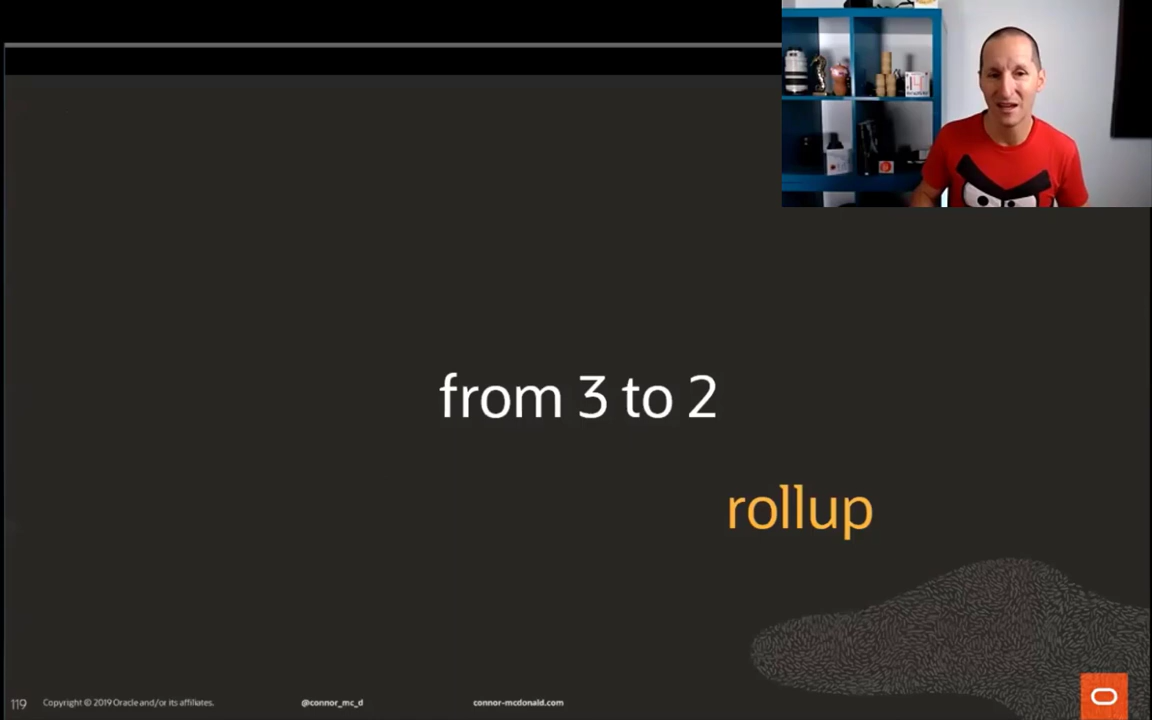 from 3 to 2
rollup
119
Copyright © 2019 Oracle and/or its affiliates.
@connor_mc_d
connor-mcdonald.com